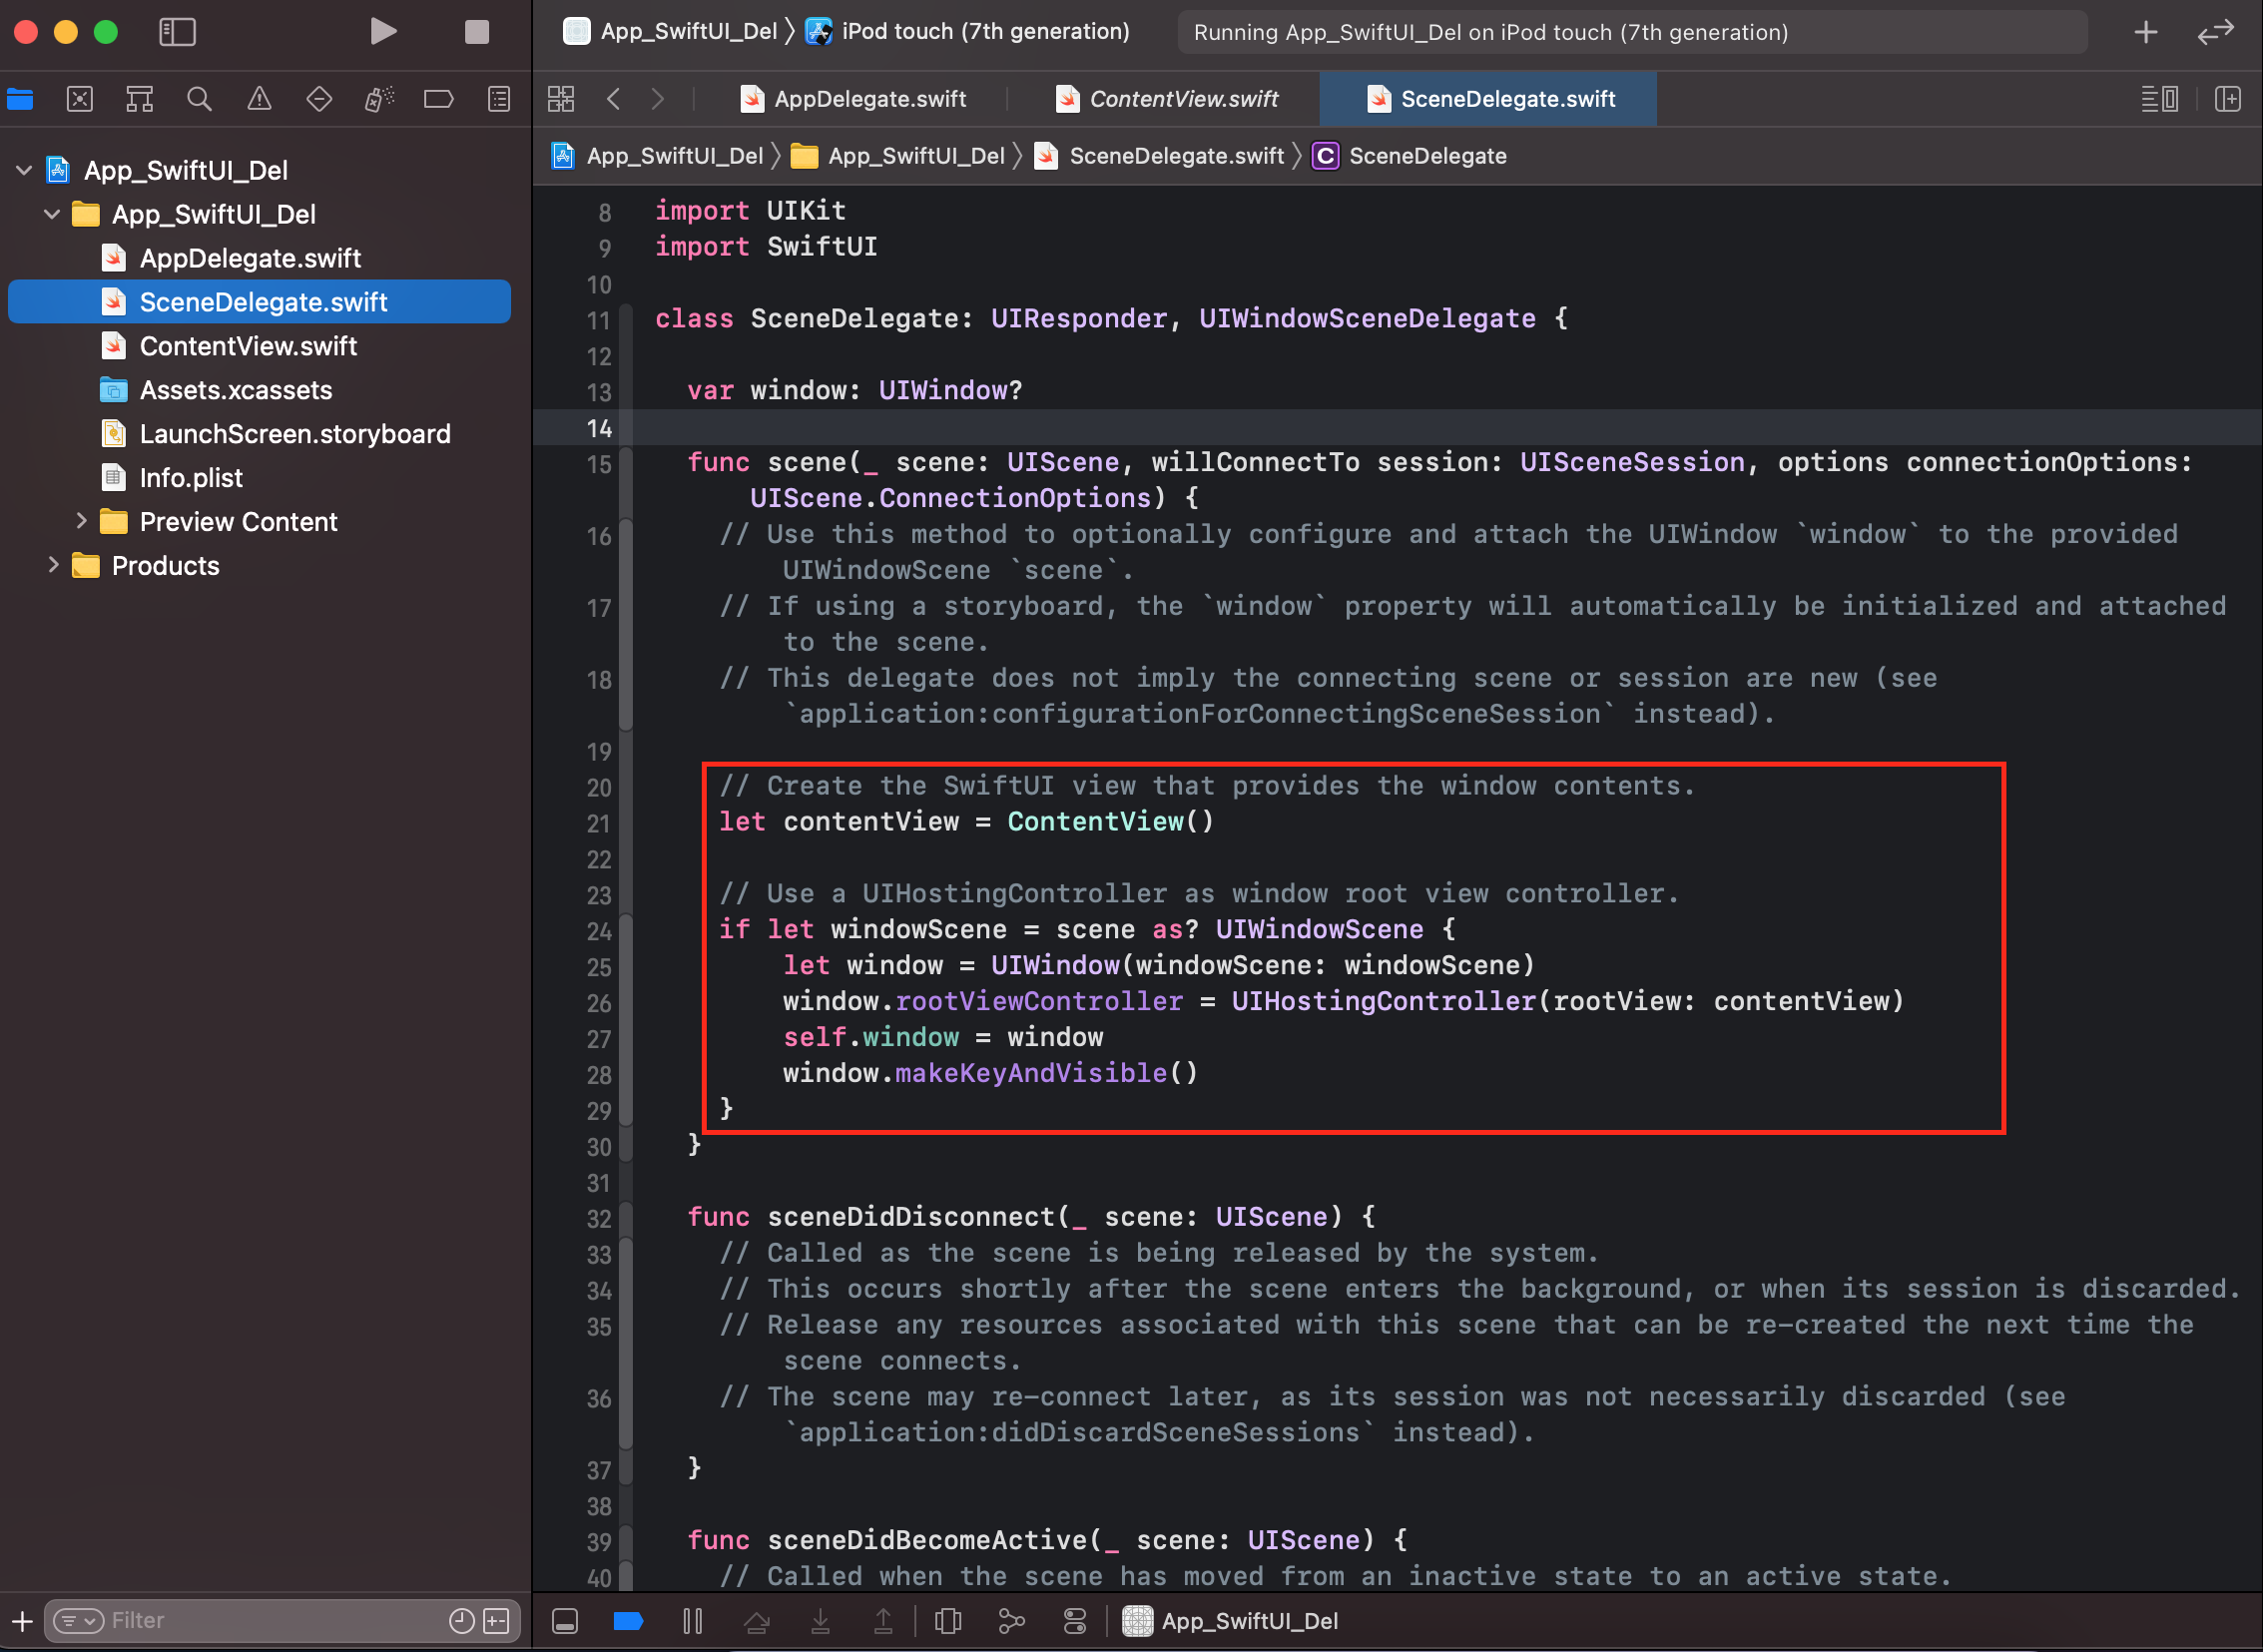 App_SwiftUI_Del
iPod touch (7th generation)
Running App_SwiftUI_Del on iPod touch (7th generation)
AppDelegate.swift
ContentView.swift
SceneDelegate.swift
App_SwiftUI_Del
App_SwiftUI_Del
SceneDelegate.swift
C
SceneDelegate
App_SwiftUI_Del
App_SwiftUI_Del
AppDelegate.swift
SceneDelegate.swift
ContentView.swift
Assets.xcassets
LaunchScreen.storyboard
Info.plist
Preview Content
Products
8 import UIKit
9 import SwiftUI
10
11 class SceneDelegate: UIResponder, UIWindowSceneDelegate {
12
13 var window: UIWindow?
14
15 func scene(_ scene: UIScene, willConnectTo session: UISceneSession, options connectionOptions:
UIScene.ConnectionOptions) {
16 // Use this method to optionally configure and attach the UIWindow `window` to the provided
UIWindowScene `scene`.
17 // If using a storyboard, the `window` property will automatically be initialized and attached
to the scene.
18 // This delegate does not imply the connecting scene or session are new (see
`application:configurationForConnectingSceneSession` instead).
19
20 // Create the SwiftUI view that provides the window contents.
21 let contentView = ContentView()
22
23 // Use a UIHostingController as window root view controller.
24 if let windowScene = scene as? UIWindowScene {
25 let window = UIWindow(windowScene: windowScene)
26 window.rootViewController = UIHostingController(rootView: contentView)
27 self.window = window
28 window.makeKeyAndVisible()
29 }
30 }
31
32 func sceneDidDisconnect(_ scene: UIScene) {
33 // Called as the scene is being released by the system.
34 // This occurs shortly after the scene enters the background, or when its session is discarded.
35 // Release any resources associated with this scene that can be re-created the next time the
scene connects.
36 // The scene may re-connect later, as its session was not necessarily discarded (see
`application:didDiscardSceneSessions` instead).
37 }
38
39 func sceneDidBecomeActive(_ scene: UIScene) {
40 // Called when the scene has moved from an inactive state to an active state.
Filter
App_SwiftUI_Del